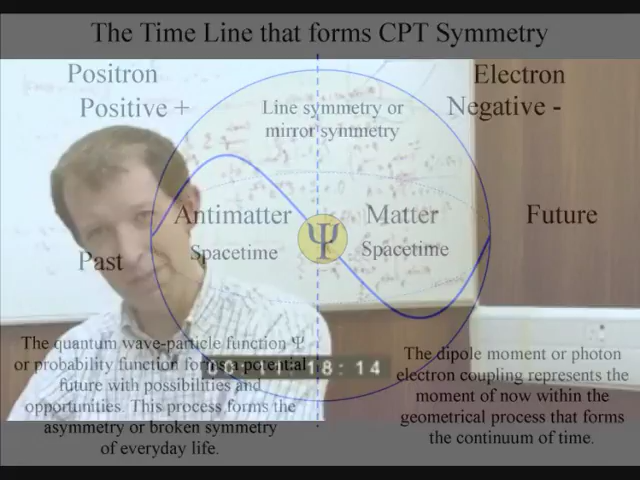 The Time Line that forms CPT Symmetry
Positron
Positive +
Electron
Negative -
Line symmetry or
mirror symmetry
Antimatter
Spacetime
Ψ
Matter
Spacetime
Past
Future
The quantum wave-particle function Ψ
or probability function forms a potential
future with possibilities and
opportunities. This process forms the
asymmetry or broken symmetry
of everyday life.
18:14
The dipole moment or photon
electron coupling represents the
moment of now within the
geometrical process that forms
the continuum of time.